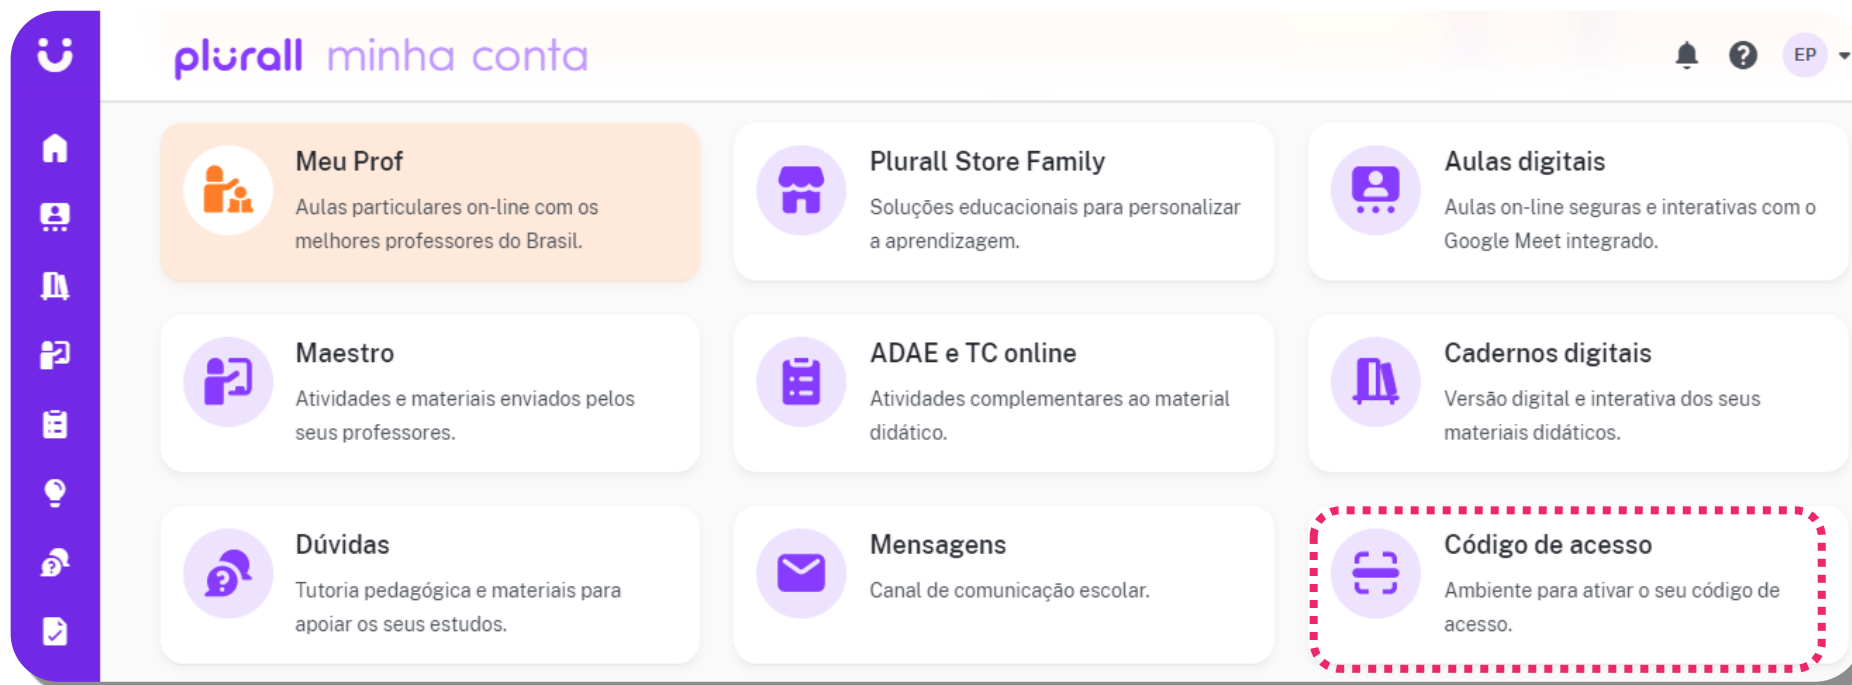 plurall minha conta
EP
Meu Prof
Aulas particulares on-line com os
melhores professores do Brasil.
Plurall Store Family
Soluções educacionais para personalizar
a aprendizagem.
Aulas digitais
Aulas on-line seguras e interativas com o
Google Meet integrado.
Maestro
Atividades e materiais enviados pelos
seus professores.
ADAE e TC online
Atividades complementares ao material
didático.
Cadernos digitais
Versão digital e interativa dos seus
materiais didáticos.
Dúvidas
Tutoria pedagógica e materiais para
apoiar os seus estudos.
Mensagens
Canal de comunicação escolar.
Código de acesso
Ambiente para ativar o seu código de
acesso.